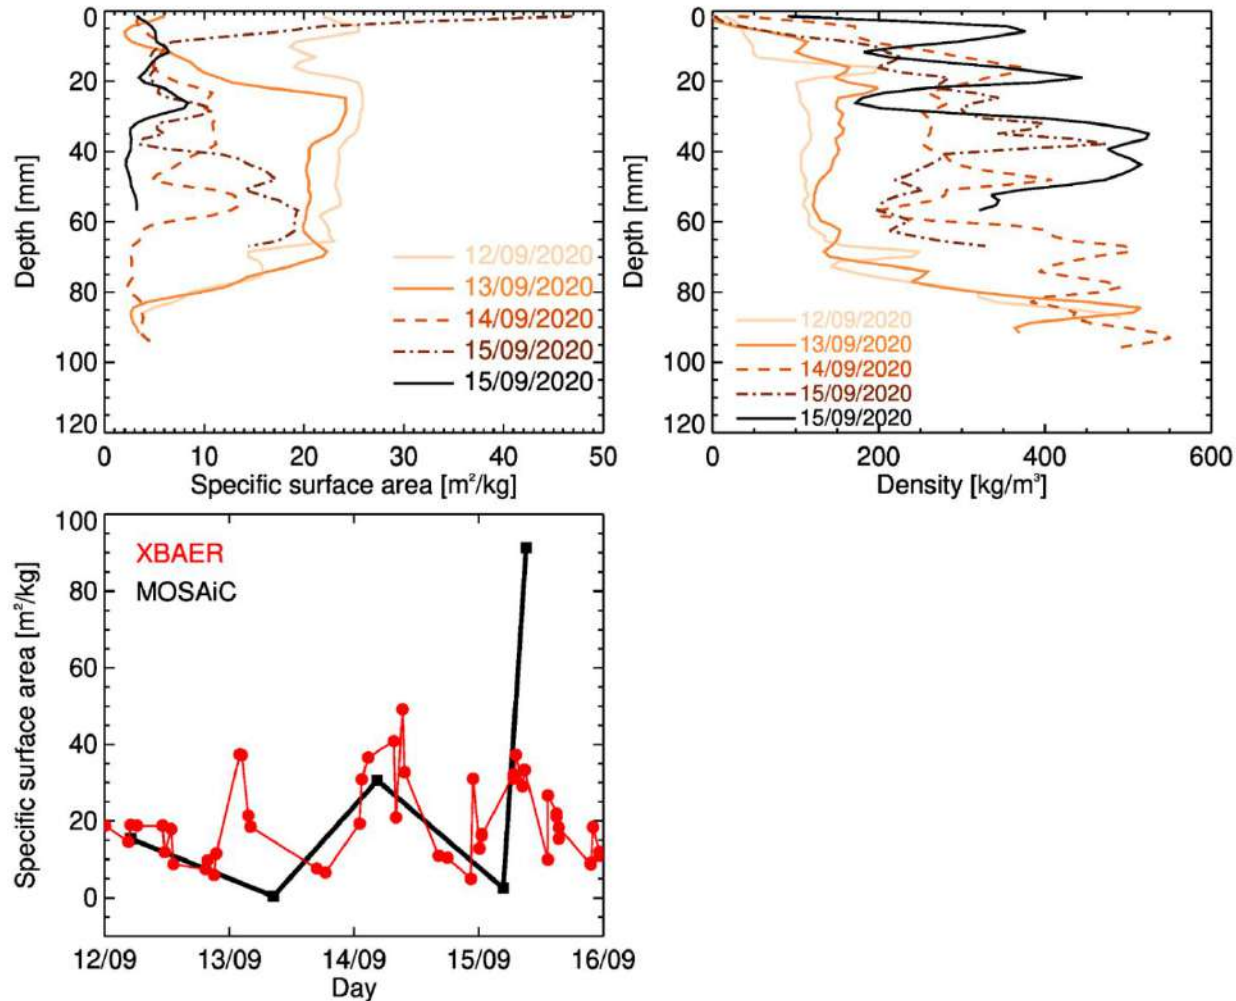 0
20
40
60
80
100
120
Depth [mm]
12/09/2020
13/09/2020
14/09/2020
15/09/2020
15/09/2020
0 10 20 30 40 50
Specific surface area [m²/kg]
0
20
40
60
80
100
120
Depth [mm]
12/09/2020
13/09/2020
14/09/2020
15/09/2020
15/09/2020
0 200 400 600
Density [kg/m³]
100
80
60
40
20
0
Specific surface area [m²/kg]
XBAER
MOSAiC
12/09 13/09 14/09 15/09 16/09
Day